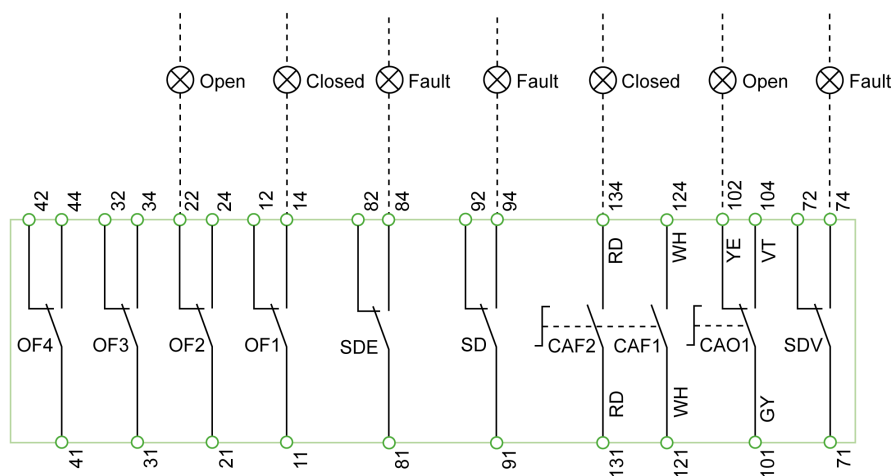 Open
Closed
Fault
Fault
Closed
Open
Fault
42
44
32
34
22
24
12
14
82
84
92
94
134
124
102
104
72
74
RD
WH
YE
VT
OF4
OF3
OF2
OF1
SDE
SD
CAF2
CAF1
CAO1
SDV
RD
WH
GY
41
31
21
11
81
91
131
121
101
71